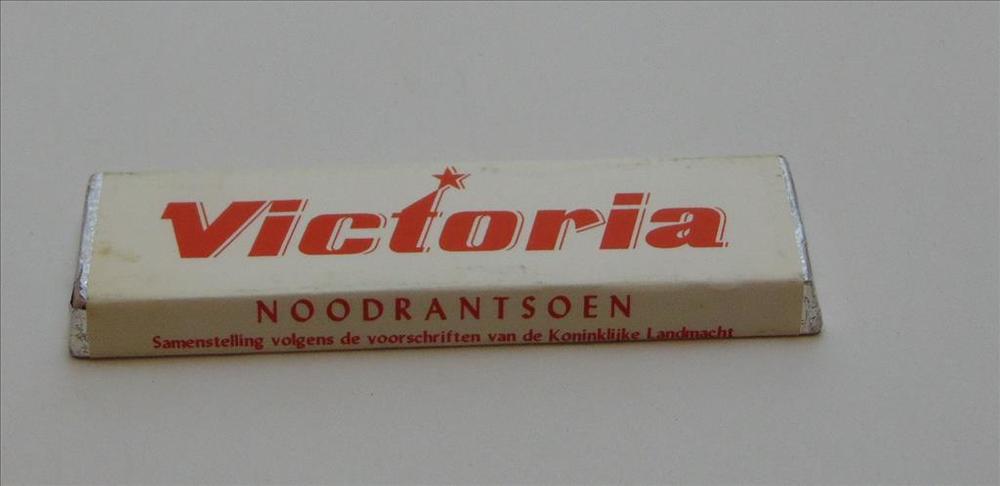 Victoria
NOODRANTSOEN
Samenstelling volgens de voorschriften van de Koninklijke Landmacht